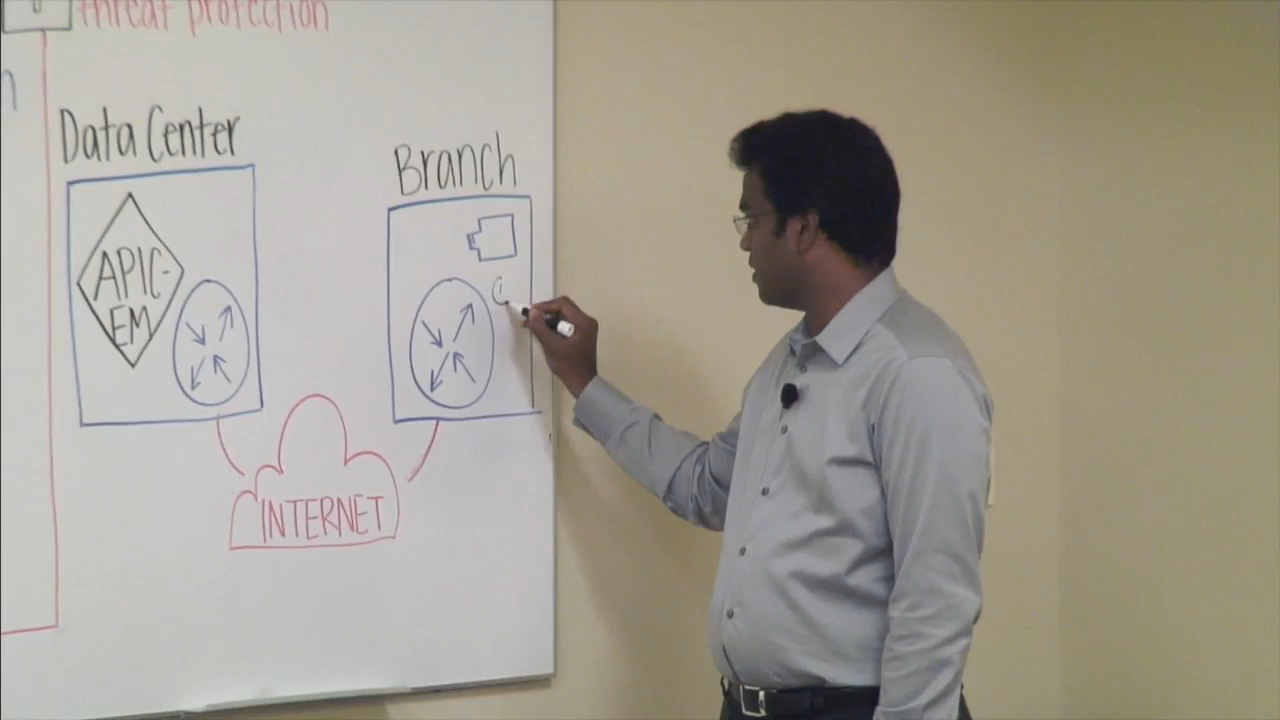 threat protection
Data Center
Branch
APIC-
EM
INTERNET